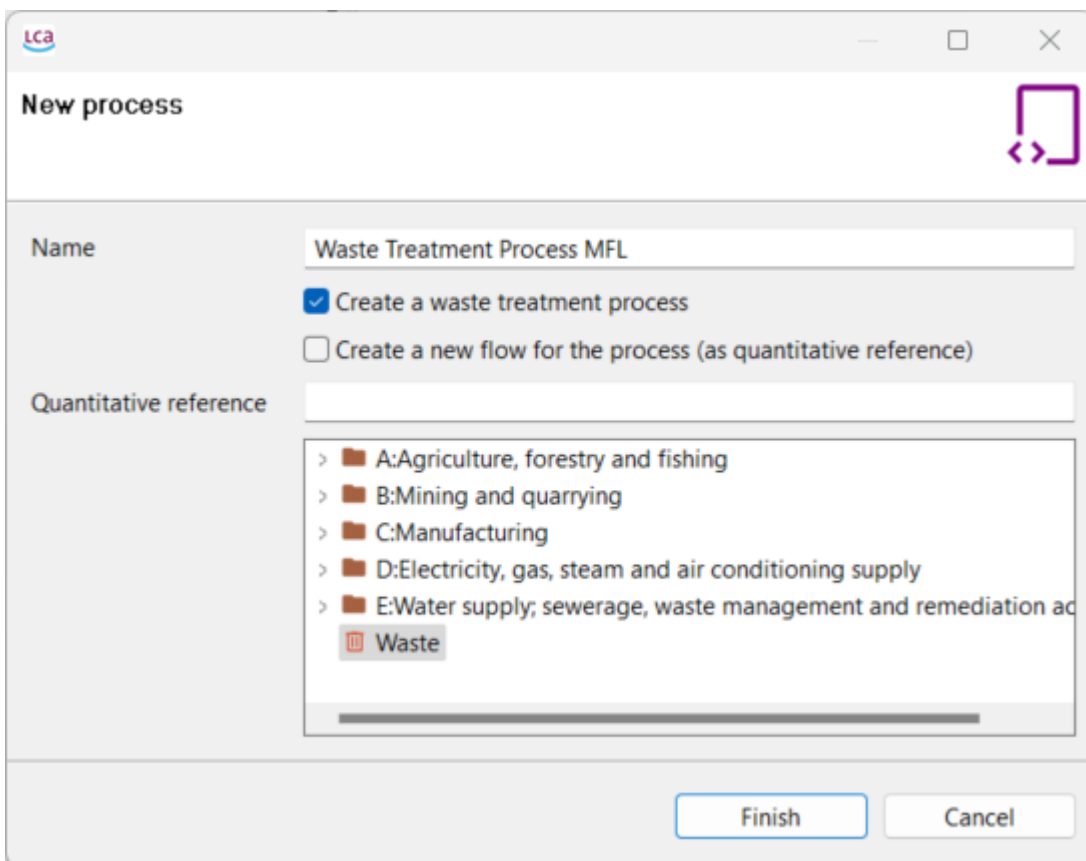 LCA
New process
Name
Waste Treatment Process MFL
Create a waste treatment process
Create a new flow for the process (as quantitative reference)
Quantitative reference
A:Agriculture, forestry and fishing
B:Mining and quarrying
C:Manufacturing
D:Electricity, gas, steam and air conditioning supply
E:Water supply; sewerage, waste management and remediation ac
Waste
Finish
Cancel